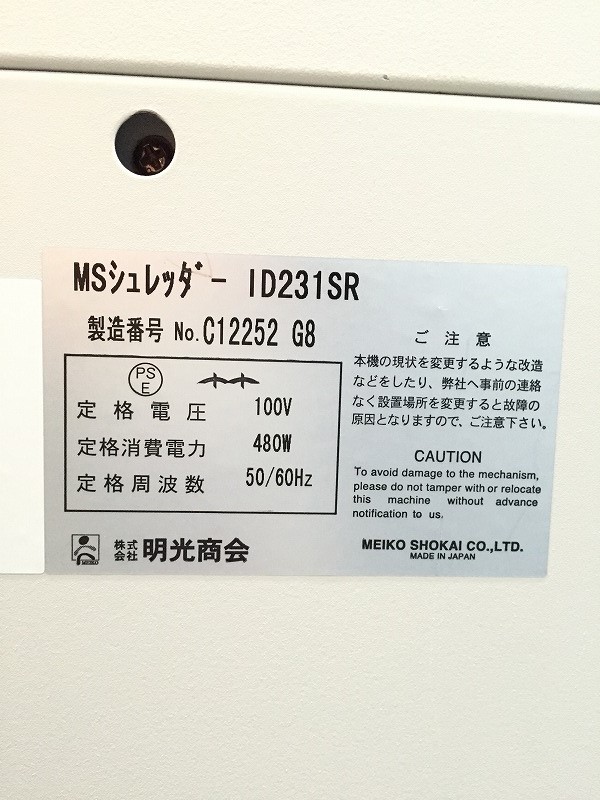 MSシュレッダー ID231SR
製造番号 No.C12252 G8
PS
E
定格電圧 100V
定格消費電力 480W
定格周波数 50/60Hz
ご注意
本機の現状を変更するような改造
などをしたり、弊社へ事前の連絡
なく設置場所を変更すると故障の
原因となりますので、ご注意下さい。
CAUTION
To avoid damage to the mechanism,
please do not tamper with or relocate
this machine without advance
notification to us.
MEIKO
株式会社 明光商会
MEIKO SHOKAI CO.,LTD.
MADE IN JAPAN